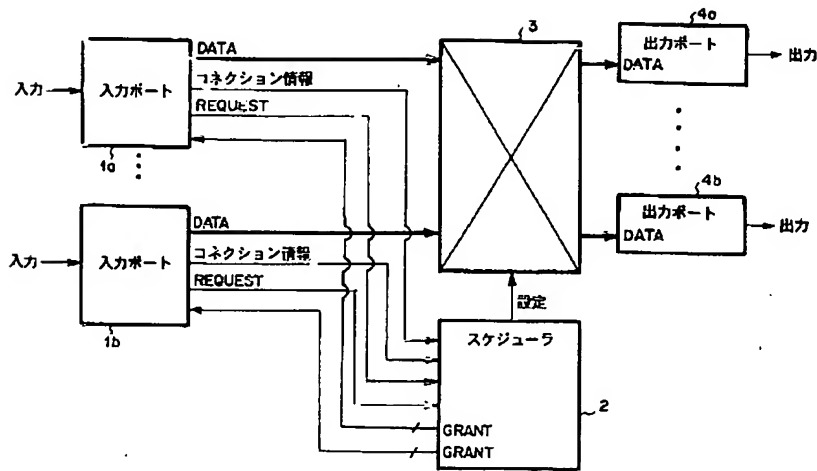 入力
入力ポート
1a
DATA
コネクション情報
REQUEST
入力
入力ポート
1b
DATA
コネクション情報
REQUEST
3
設定
スケジューラ
GRANT
GRANT
2
4a
出力ポート
DATA
出力
4b
出力ポート
DATA
出力